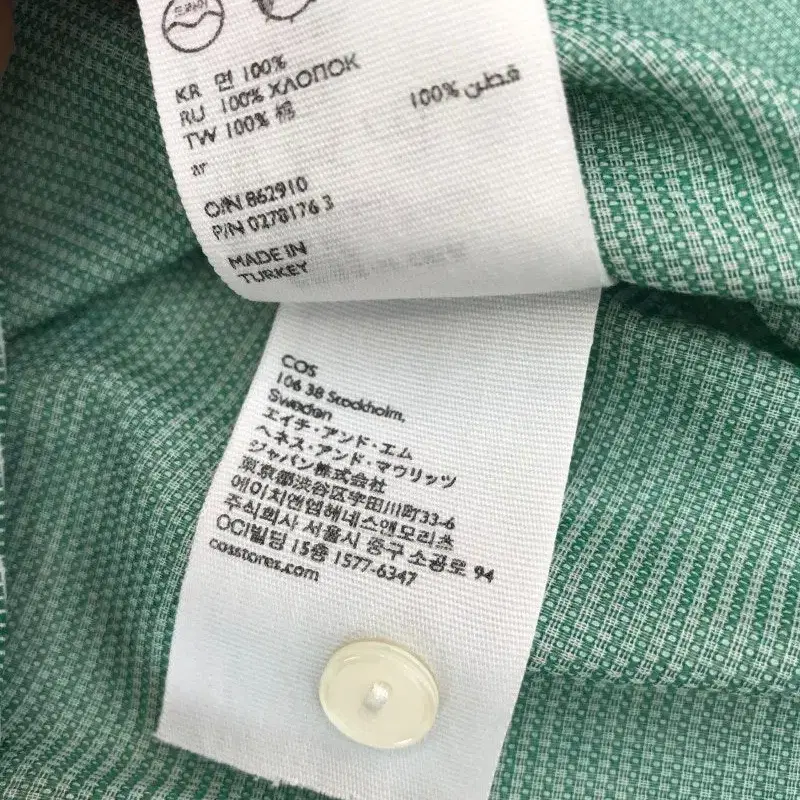 드라이
KR 면 100%
RU 100% ХЛОПОК
TW 100% 棉
ar 100% قطن
O/N 862910
P/N 0278176 3
MADE IN
TURKEY
COS
106 38 Stockholm,
Sweden
エイチ・アンド・エム
ヘネス・アンド・マウリッツ
ジャパン株式会社
東京都渋谷区宇田川町33-6
에이치앤엠헤네스앤모리츠
주식회사 서울시 중구 소공로 94
OCI빌딩 15층 1577-6347
cosstores.com